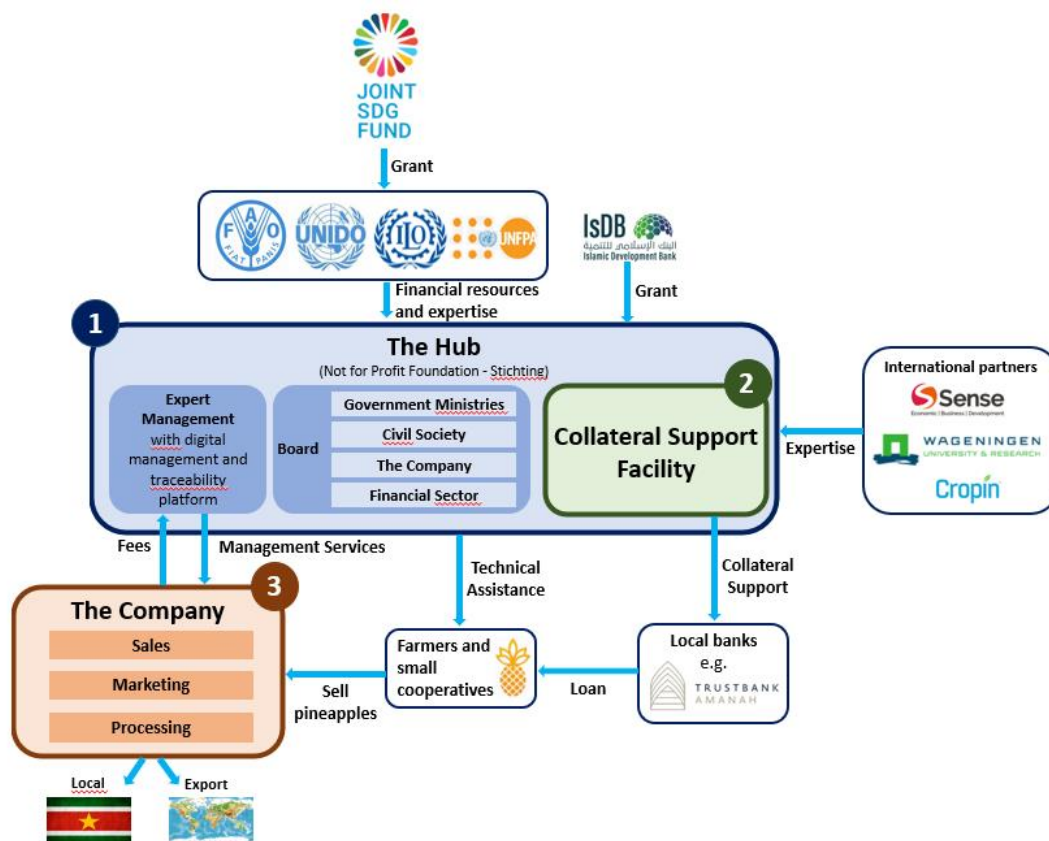 JOINT
SDG
FUND
Grant
FAO
FIAT PANIS
UNIDO
ILO
UNFPA
IsDB
البنك الإسلامي للتنمية
Islamic Development Bank
Financial resources
and expertise
Grant
1
The Hub
(Not for Profit Foundation - Stichting)
Expert
Management
with digital
management and
traceability
platform
Board
Government Ministries
Civil Society
The Company
Financial Sector
2
Collateral Support
Facility
International partners
Sense
Economic | Business | Development
WAGENINGEN
UNIVERSITY & RESEARCH
Cropin
Expertise
Fees
Management Services
Technical
Assistance
Collateral
Support
3
The Company
Sales
Marketing
Processing
Sell
pineapples
Farmers and
small
cooperatives
Loan
Local banks
e.g.
TRUSTBANK
AMANAH
Local
Export